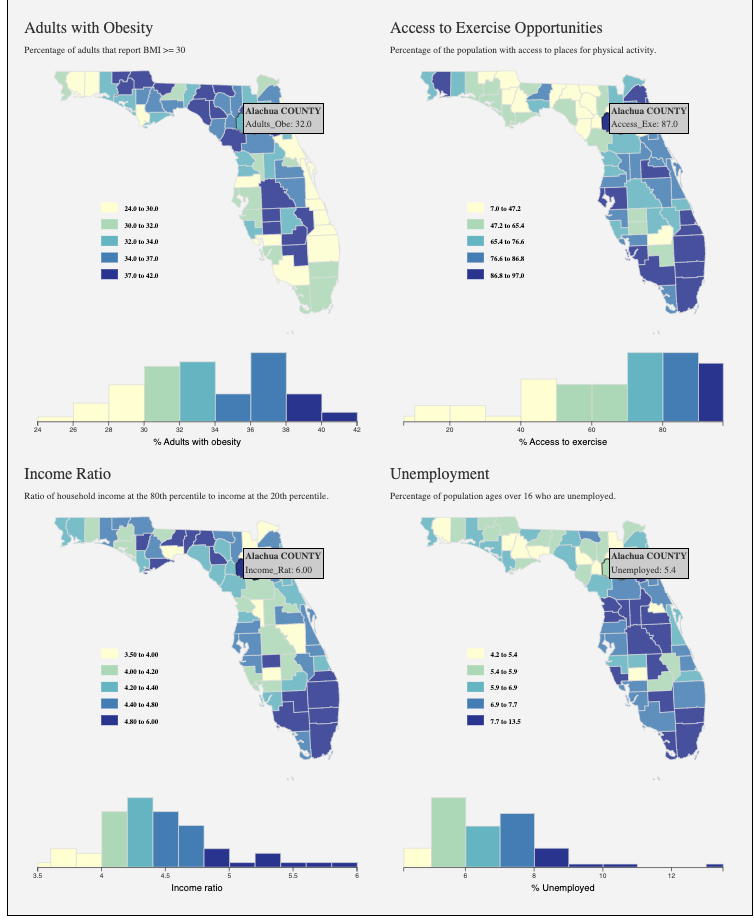 Adults with Obesity
Percentage of adults that report BMI >= 30
Alachua COUNTY
Adults_Obe: 32.0
24.0 to 30.0
30.0 to 32.0
32.0 to 34.0
34.0 to 37.0
37.0 to 42.0
24 26 28 30 32 34 36 38 40 42
% Adults with obesity
Access to Exercise Opportunities
Percentage of the population with access to places for physical activity.
Alachua COUNTY
Access_Exe: 87.0
7.0 to 47.2
47.2 to 65.4
65.4 to 76.6
76.6 to 86.8
86.8 to 97.0
20 40 60 80
% Access to exercise
Income Ratio
Ratio of household income at the 80th percentile to income at the 20th percentile.
Alachua COUNTY
Income_Rat: 6.00
3.50 to 4.00
4.00 to 4.20
4.20 to 4.40
4.40 to 4.80
4.80 to 6.00
3.5 4 4.5 5 5.5 6
Income ratio
Unemployment
Percentage of population ages over 16 who are unemployed.
Alachua COUNTY
Unemployed: 5.4
4.2 to 5.4
5.4 to 5.9
5.9 to 6.9
6.9 to 7.7
7.7 to 13.5
6 8 10 12
% Unemployed